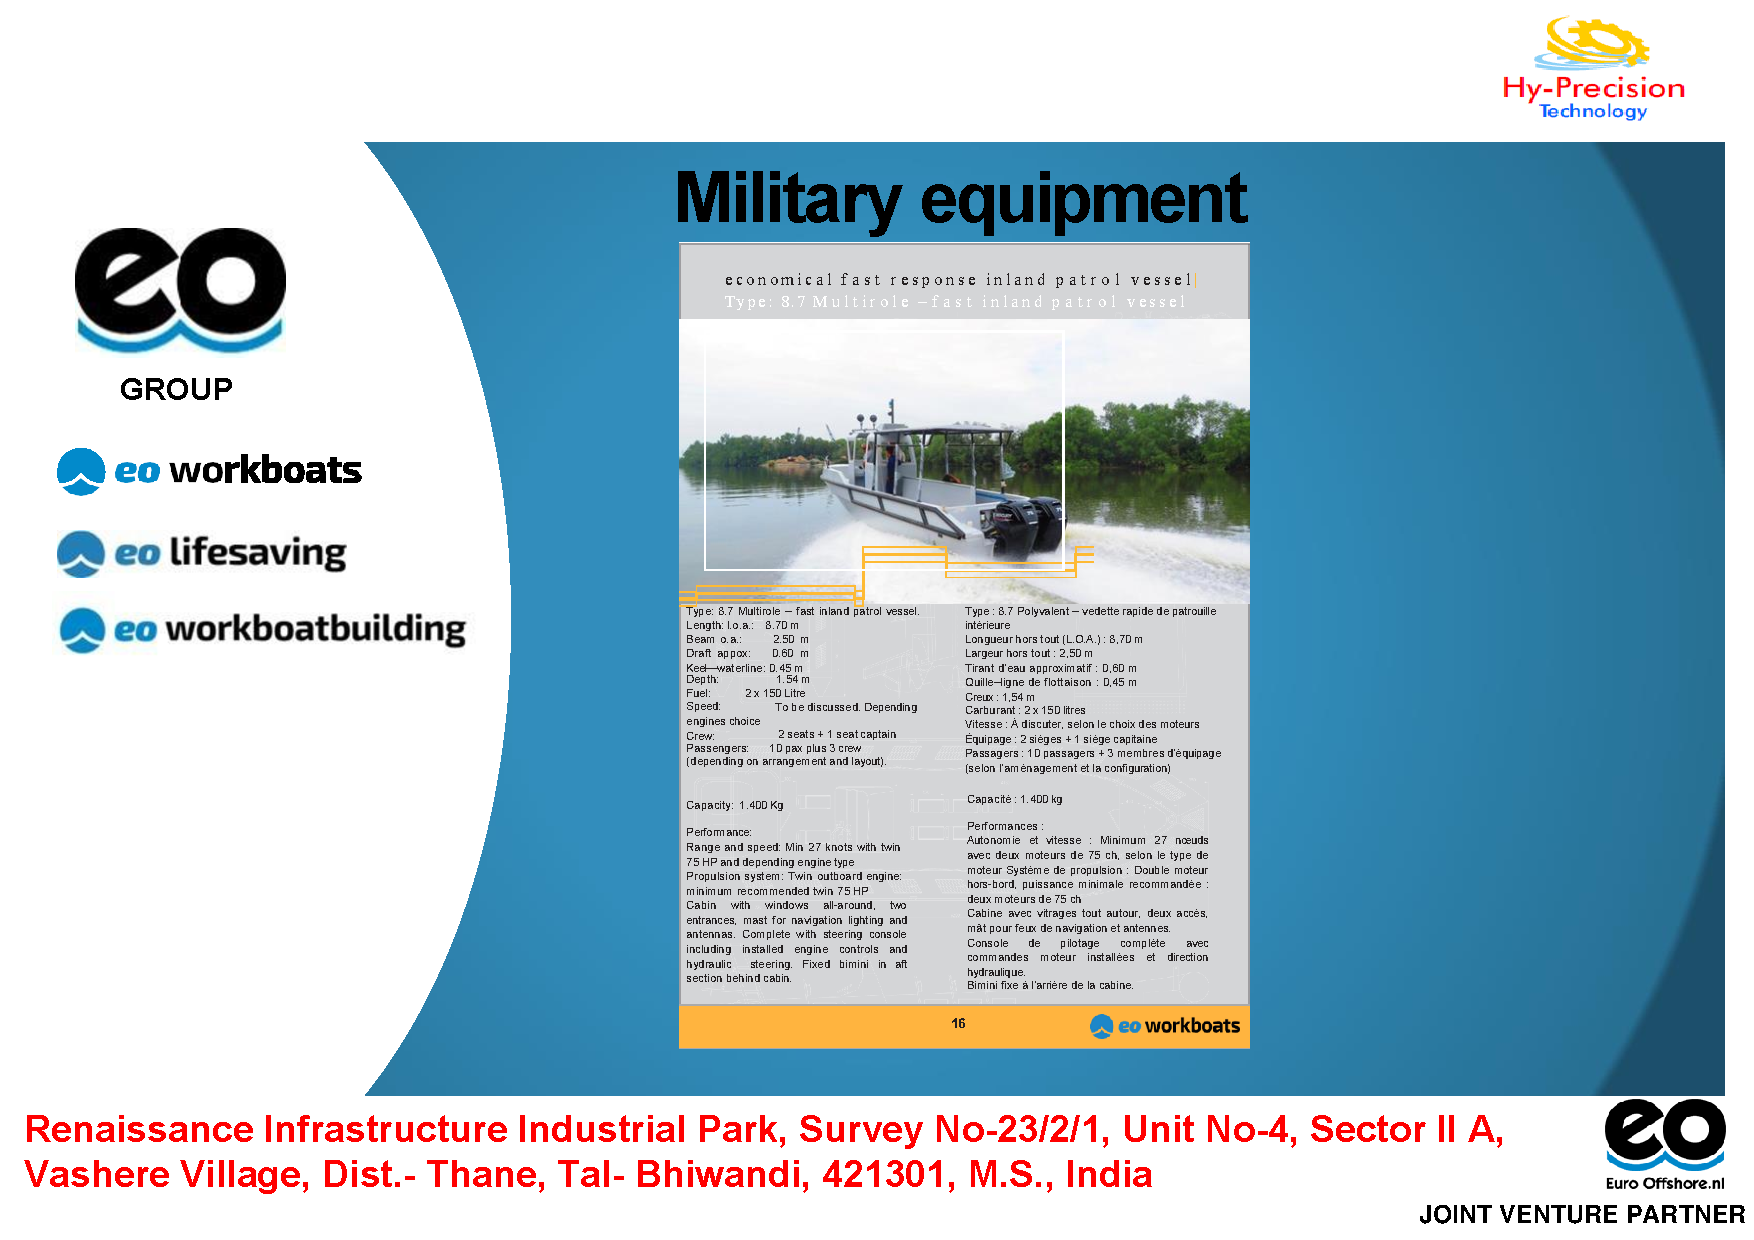 Hy-Precision
Technology
Military equipment
eo
GROUP
eo workboats
eo lifesaving
eo workboatbuilding
economical fast response inland patrol vessel
Type: 8.7 Multirole – fast inland patrol vessel
Type: 8.7 Multirole – fast inland patrol vessel.
Length: l.o.a.: 8.70 m
Beam o.a.: 2.50 m
Draft appox: 0.60 m
Keel—waterline: 0.45 m
Depth: 1.54 m
Fuel: 2 x 150 Litre
Speed: To be discussed. Depending
engines choice
Crew: 2 seats + 1 seat captain
Passengers: 10 pax plus 3 crew
(depending on arrangement and layout).
Capacity: 1.400 Kg
Performance:
Range and speed: Min 27 knots with twin
75 HP and depending engine type
Propulsion system: Twin outboard engine:
minimum recommended twin 75 HP
Cabin with windows all-around, two
entrances, mast for navigation lighting and
antennas. Complete with steering console
including installed engine controls and
hydraulic steering. Fixed bimini in aft
section behind cabin.
Type : 8.7 Polyvalent – vedette rapide de patrouille
intérieure
Longueur hors tout (L.O.A.) : 8,70 m
Largeur hors tout : 2,50 m
Tirant d'eau approximatif : 0,60 m
Quille–ligne de flottaison : 0,45 m
Creux : 1,54 m
Carburant : 2 x 150 litres
Vitesse : À discuter, selon le choix des moteurs
Équipage : 2 sièges + 1 siège capitaine
Passagers : 10 passagers + 3 membres d'équipage
(selon l'aménagement et la configuration)
Capacité : 1.400 kg
Performances :
Autonomie et vitesse : Minimum 27 nœuds
avec deux moteurs de 75 ch, selon le type de
moteur Système de propulsion : Double moteur
hors-bord, puissance minimale recommandée :
deux moteurs de 75 ch
Cabine avec vitrages tout autour, deux accès,
mât pour feux de navigation et antennes.
Console de pilotage complète avec
commandes moteur installées et direction
hydraulique.
Bimini fixe à l'arrière de la cabine.
16
eo workboats
Renaissance Infrastructure Industrial Park, Survey No-23/2/1, Unit No-4, Sector II A,
Vashere Village, Dist.- Thane, Tal- Bhiwandi, 421301, M.S., India
eo
Euro Offshore.nl
JOINT VENTURE PARTNER